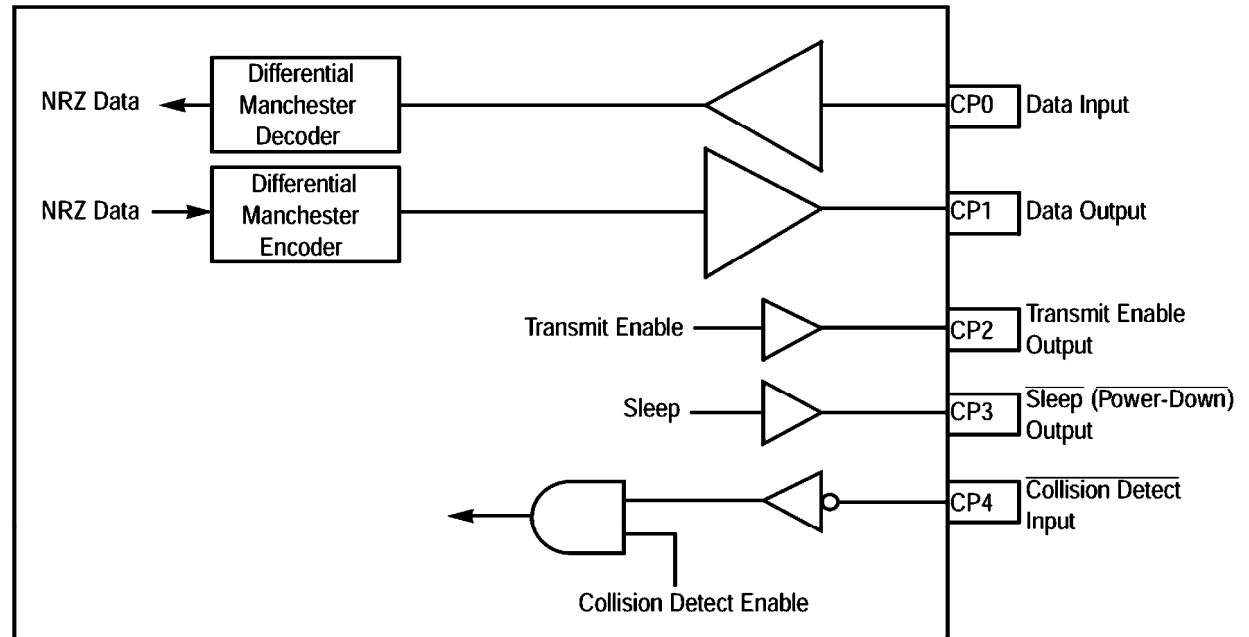 Differential
Manchester
Decoder
NRZ Data
CP0
Data Input
Differential
Manchester
Encoder
NRZ Data
CP1
Data Output
Transmit Enable
CP2
Transmit Enable
Output
Sleep
CP3
Sleep (Power-Down)
Output
CP4
Collision Detect
Input
Collision Detect Enable